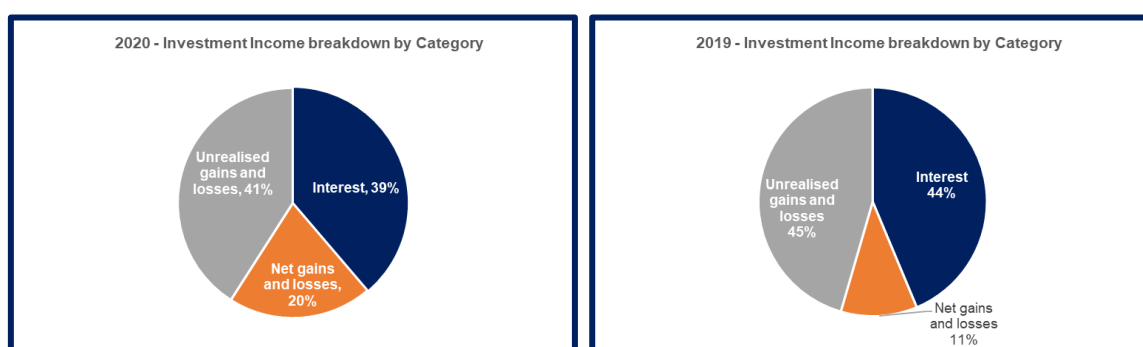 2020 - Investment Income breakdown by Category
Unrealised
gains and
losses, 41%
Interest, 39%
Net gains
and losses,
20%
2019 - Investment Income breakdown by Category
Unrealised
gains and
losses
45%
Interest
44%
Net gains
and losses
11%